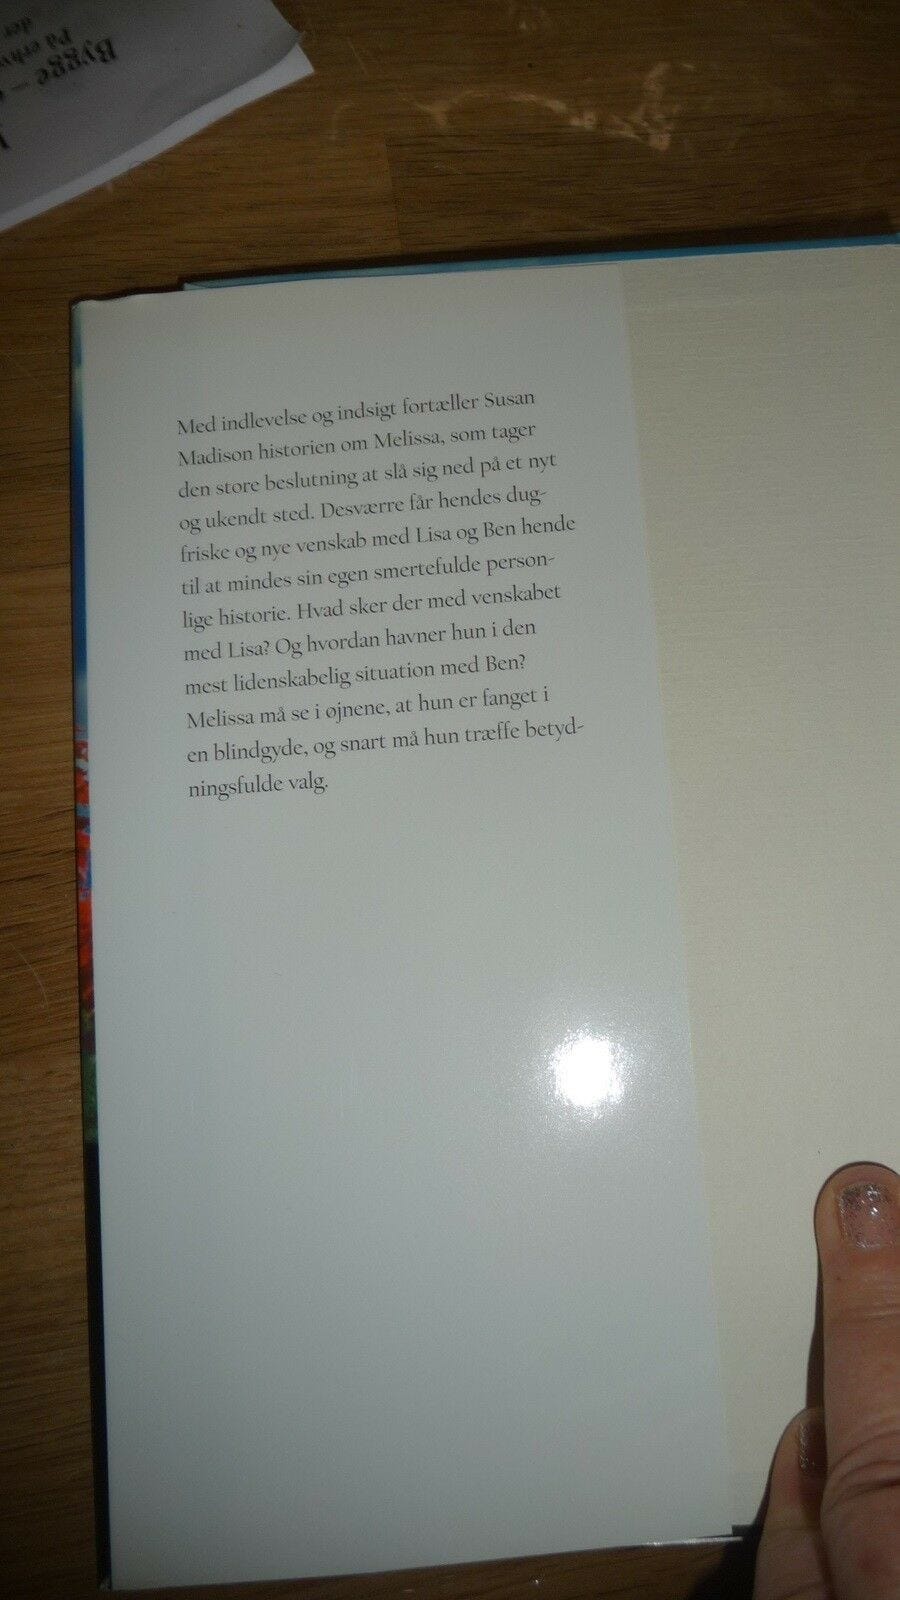 Bygge –
På erhv
der
Med indlevelse og indsigt fortæller Susan
Madison historien om Melissa, som tager
den store beslutning at slå sig ned på et nyt
og ukendt sted. Desværre får hendes dug-
friske og nye venskab med Lisa og Ben hende
til at mindes sin egen smertefulde person-
lige historie. Hvad sker der med venskabet
med Lisa? Og hvordan havner hun i den
mest lidenskabelig situation med Ben?
Melissa må se i øjnene, at hun er fanget i
en blindgyde, og snart må hun træffe betyd-
ningsfulde valg.